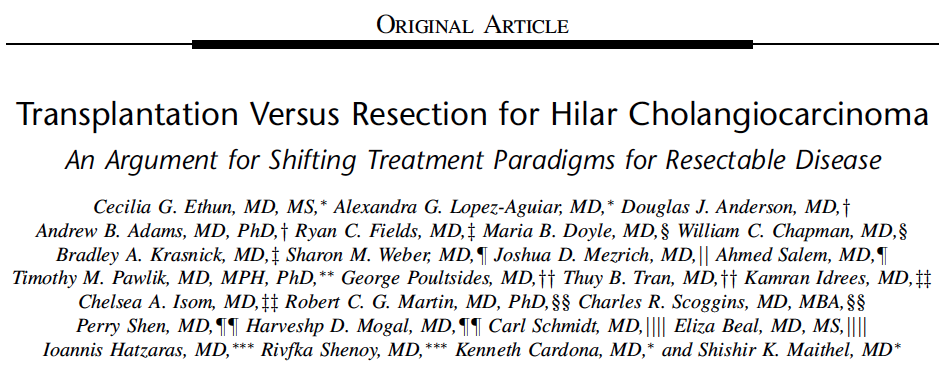 ORIGINAL ARTICLE
Transplantation Versus Resection for Hilar Cholangiocarcinoma
An Argument for Shifting Treatment Paradigms for Resectable Disease
Cecilia G. Ethun, MD, MS,* Alexandra G. Lopez-Aguiar, MD,* Douglas J. Anderson, MD,†
Andrew B. Adams, MD, PhD,† Ryan C. Fields, MD,‡ Maria B. Doyle, MD,§ William C. Chapman, MD,§
Bradley A. Krasnick, MD,‡ Sharon M. Weber, MD,¶ Joshua D. Mezrich, MD,|| Ahmed Salem, MD,¶
Timothy M. Pawlik, MD, MPH, PhD,** George Poultsides, MD,†† Thuy B. Tran, MD,†† Kamran Idrees, MD,‡‡
Chelsea A. Isom, MD,‡‡ Robert C. G. Martin, MD, PhD,§§ Charles R. Scoggins, MD, MBA,§§
Perry Shen, MD,¶¶ Harveshp D. Mogal, MD,¶¶ Carl Schmidt, MD,|||| Eliza Beal, MD, MS,||||
Ioannis Hatzaras, MD,*** Rivfka Shenoy, MD,*** Kenneth Cardona, MD,* and Shishir K. Maithel, MD*